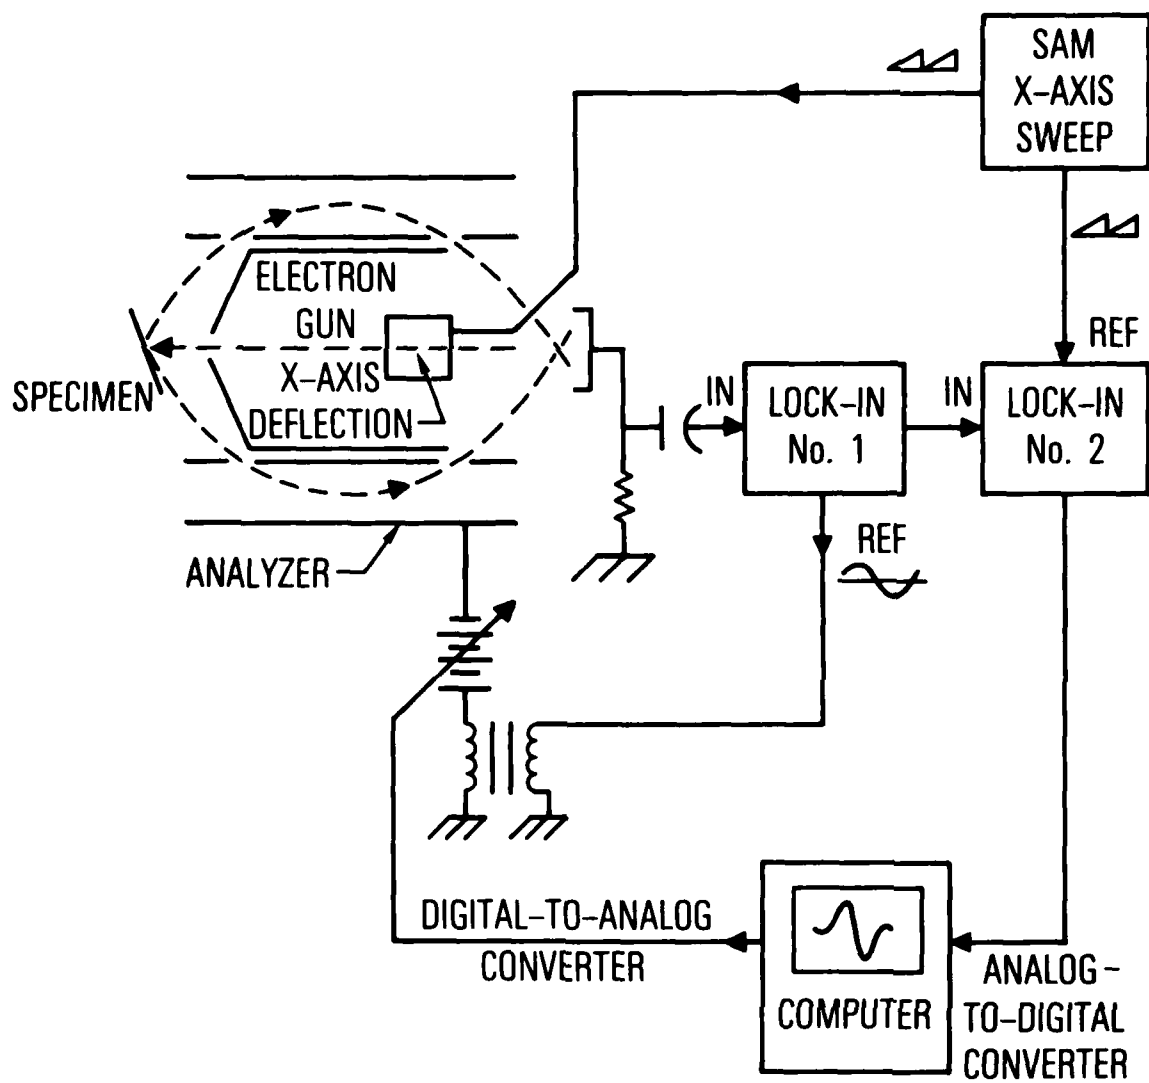 SAM
X-AXIS
SWEEP
ELECTRON
GUN
X-AXIS
DEFLECTION
SPECIMEN
REF
IN
LOCK-IN
No. 1
IN
LOCK-IN
No. 2
REF
ANALYZER
DIGITAL-TO-ANALOG
CONVERTER
COMPUTER
ANALOG-
TO-DIGITAL
CONVERTER